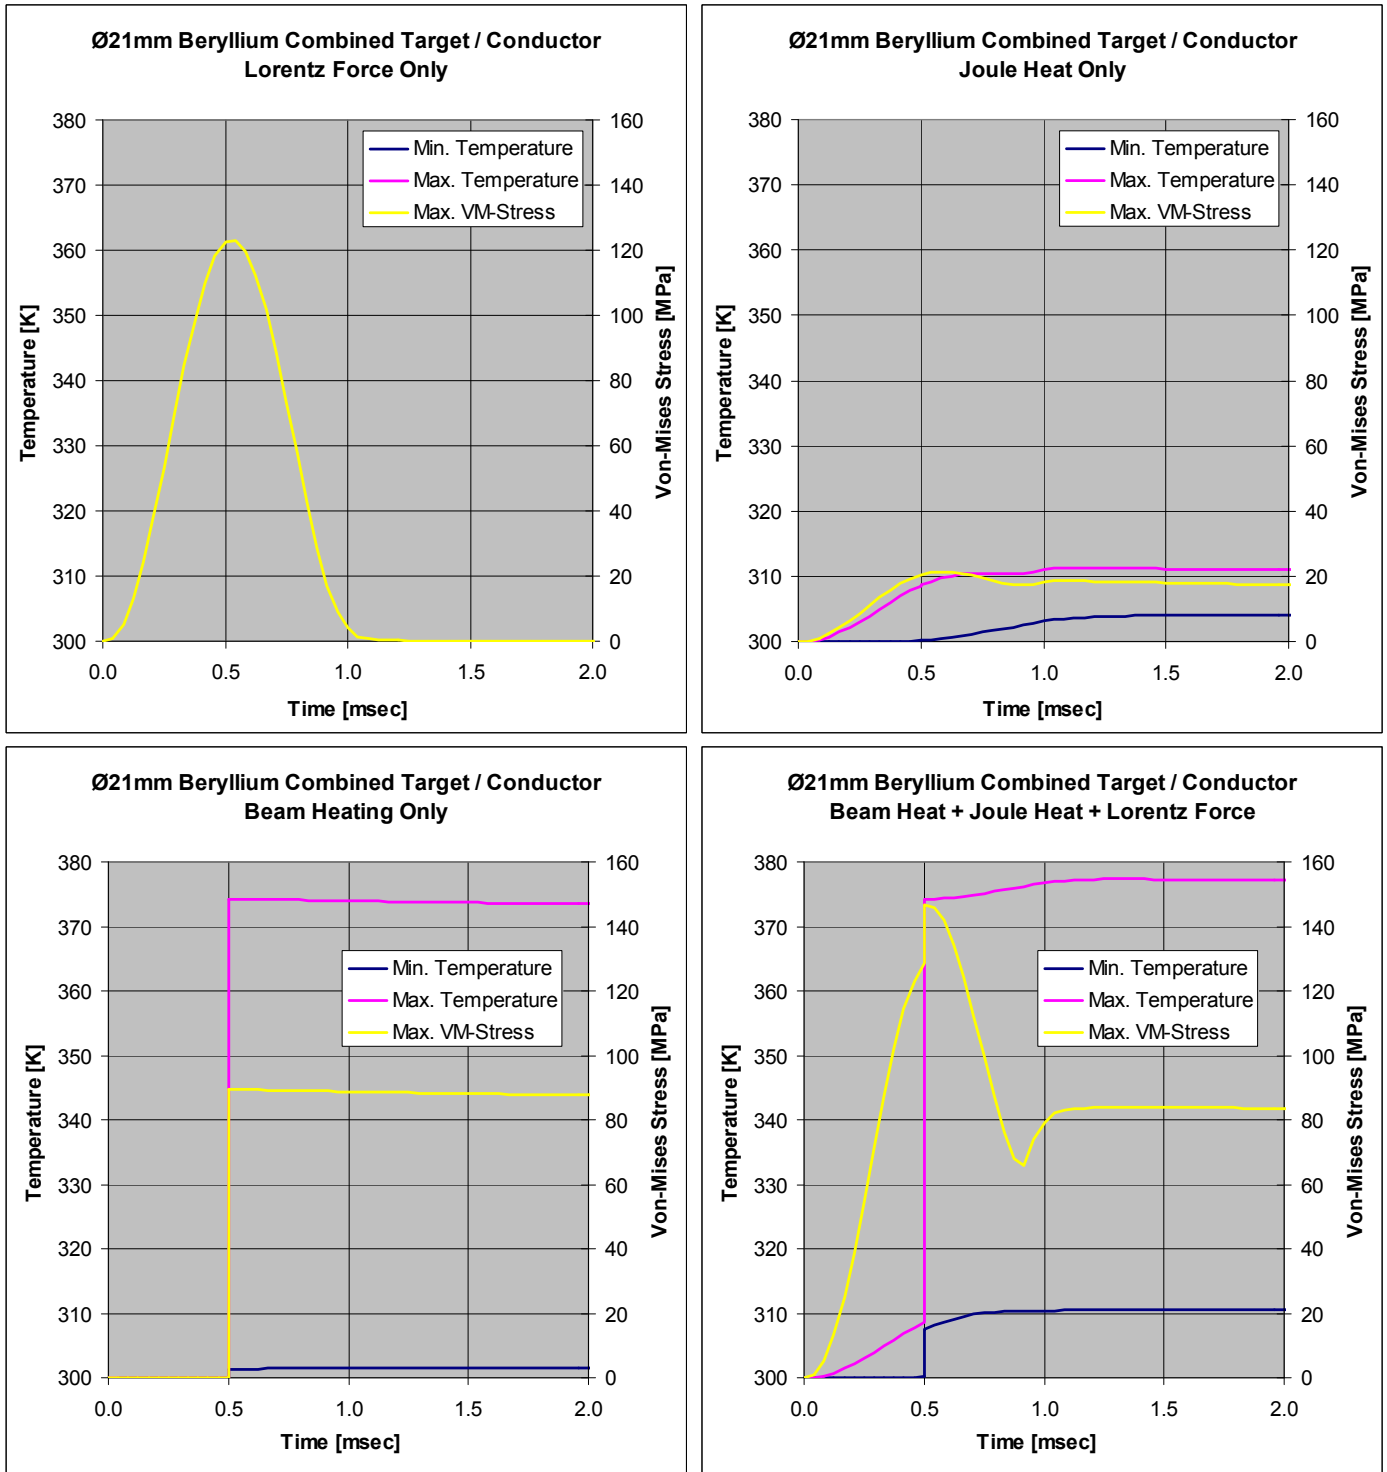 Ø21mm Beryllium Combined Target / Conductor
Lorentz Force Only
380
370
360
350
340
330
320
310
300
160
140
120
100
80
60
40
20
0
Min. Temperature
Max. Temperature
Max. VM-Stress
Temperature [K]
Von-Mises Stress [MPa]
0.0 0.5 1.0 1.5 2.0
Time [msec]
Ø21mm Beryllium Combined Target / Conductor
Joule Heat Only
380
370
360
350
340
330
320
310
300
160
140
120
100
80
60
40
20
0
Min. Temperature
Max. Temperature
Max. VM-Stress
Temperature [K]
Von-Mises Stress [MPa]
0.0 0.5 1.0 1.5 2.0
Time [msec]
Ø21mm Beryllium Combined Target / Conductor
Beam Heating Only
380
370
360
350
340
330
320
310
300
160
140
120
100
80
60
40
20
0
Min. Temperature
Max. Temperature
Max. VM-Stress
Temperature [K]
Von-Mises Stress [MPa]
0.0 0.5 1.0 1.5 2.0
Time [msec]
Ø21mm Beryllium Combined Target / Conductor
Beam Heat + Joule Heat + Lorentz Force
380
370
360
350
340
330
320
310
300
160
140
120
100
80
60
40
20
0
Min. Temperature
Max. Temperature
Max. VM-Stress
Temperature [K]
Von-Mises Stress [MPa]
0.0 0.5 1.0 1.5 2.0
Time [msec]